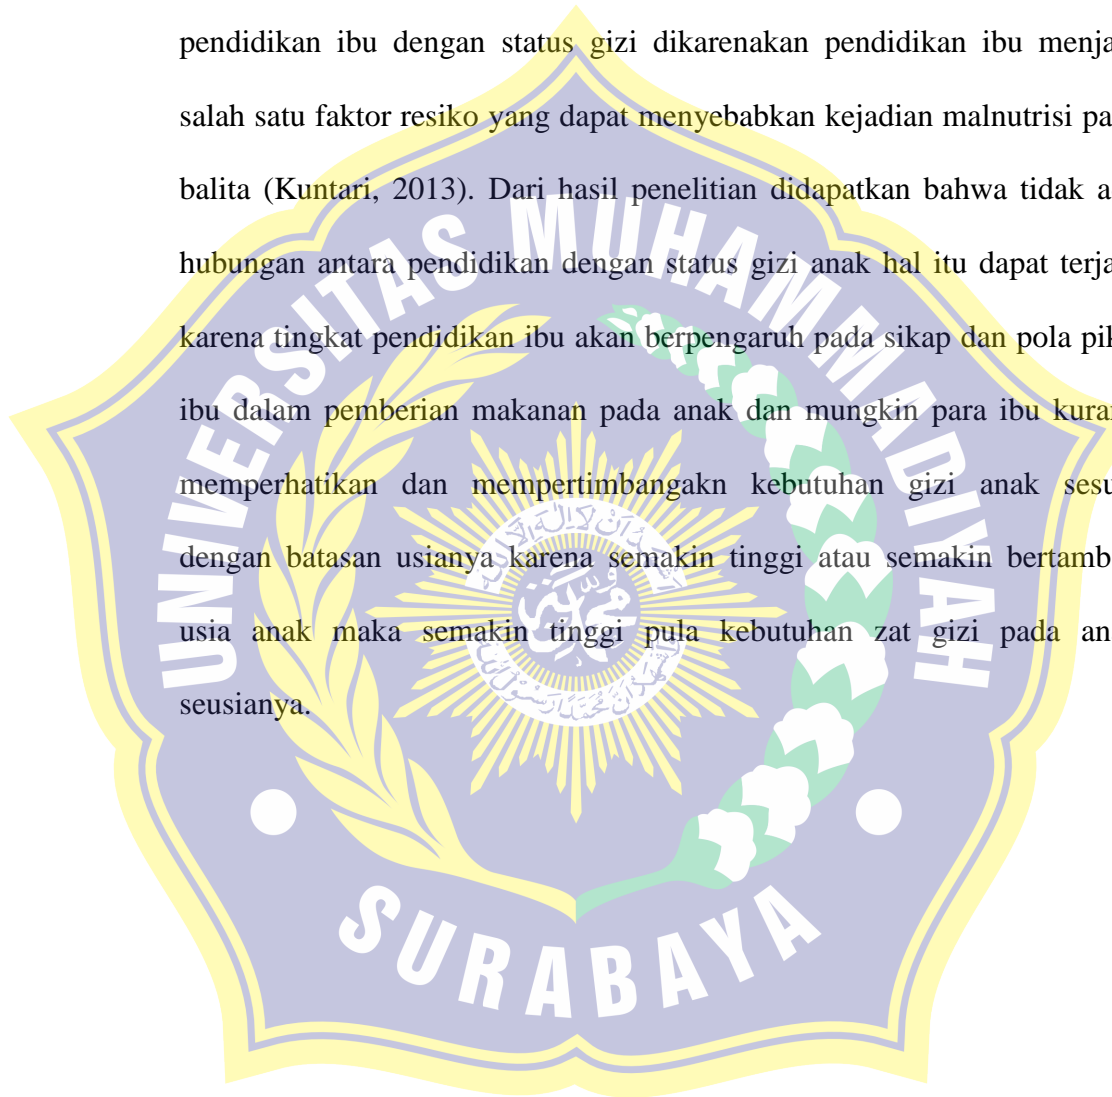 pendidikan ibu dengan status gizi dikarenakan pendidikan ibu menja
salah satu faktor resiko yang dapat menyebabkan kejadian malnutrisi pa
balita (Kuntari, 2013). Dari hasil penelitian didapatkan bahwa tidak a
hubungan antara pendidikan dengan status gizi anak hal itu dapat terja
karena tingkat pendidikan ibu akan berpengaruh pada sikap dan pola pik
ibu dalam pemberian makanan pada anak dan mungkin para ibu kura
memperhatikan dan mempertimbangakn kebutuhan gizi anak sesu
dengan batasan usianya karena semakin tinggi atau semakin bertamb
usia anak maka semakin tinggi pula kebutuhan zat gizi pada an
seusianya.
UNIVERSITAS MUHAMMADIYAH
SURABAYA